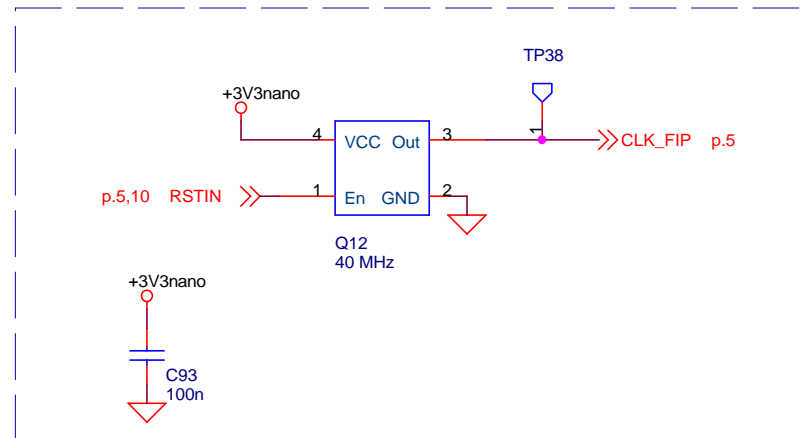 TP38
+3V3nano
4 VCC Out 3
1
CLK_FIP p.5
p.5,10 RSTIN
1 En GND 2
Q12
40 MHz
+3V3nano
C93
100n